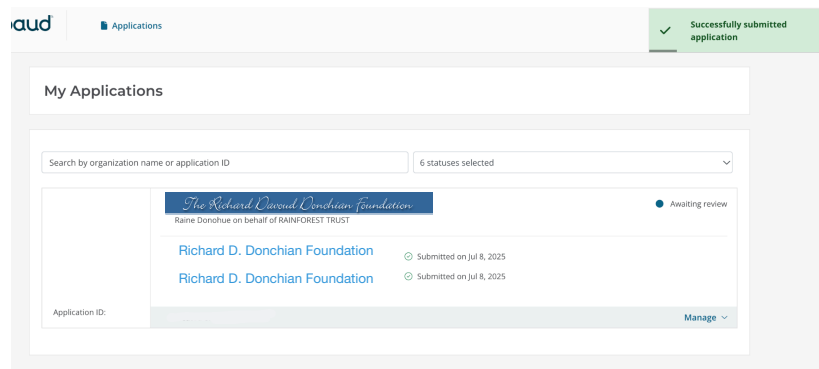 baud
Applications
Successfully submitted
application
My Applications
Search by organization name or application ID
6 statuses selected
The Richard Davoud Donchian Foundation
Awaiting review
Raine Donohue on behalf of RAINFOREST TRUST
Richard D. Donchian Foundation
Submitted on Jul 8, 2025
Richard D. Donchian Foundation
Submitted on Jul 8, 2025
Application ID:
Manage